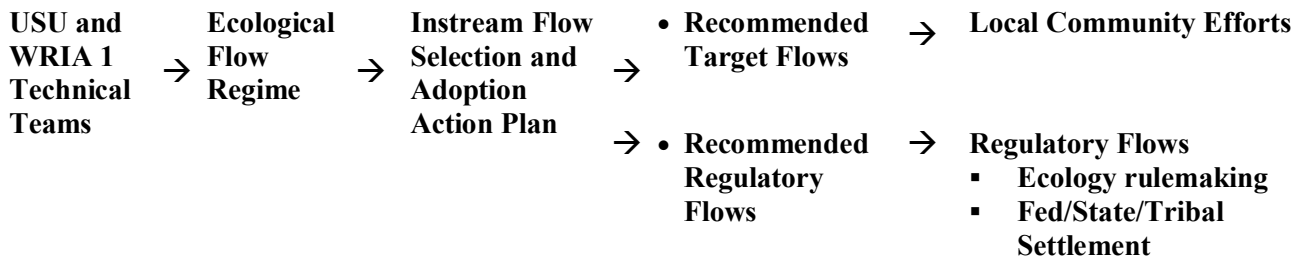 USU and
WRIA 1
Technical
Teams
→
Ecological
Flow
Regime
→
Instream Flow
Selection and
Adoption
Action Plan
→
• Recommended
Target Flows
→
Local Community Efforts
→
• Recommended
Regulatory
Flows
→
Regulatory Flows
▪ Ecology rulemaking
▪ Fed/State/Tribal
Settlement